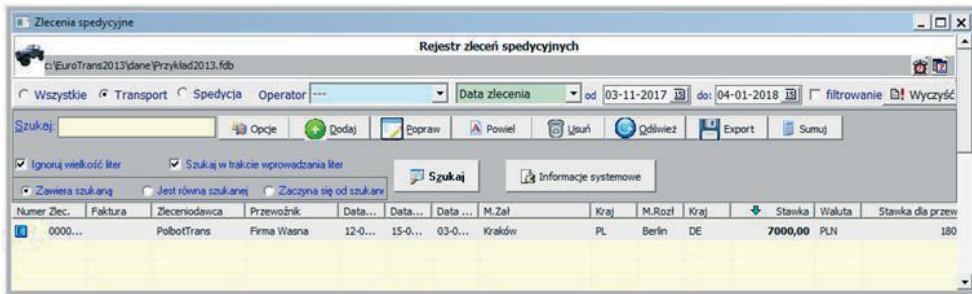 Zlecenia spedycyjne
Rejestr zleceń spedycyjnych
c:\EuroTrans2013\dane\Przykład2013.fdb
Wszystkie Transport Spedycja Operator --- Data zlecenia od 03-11-2017 15 do: 04-01-2018 15 filtrowanie Wyczyść
Szukaj: Opcje Dodaj Popraw Powiel Usuń Odśwież Export Sumuj
Ignoruj wielkość liter Szukaj w trakcie wprowadzania liter Szukaj Informacje systemowe
Zawiera szukaną Jest równa szukanej Zaczyna się od szukane
Numer Zlec. Faktura Zleceniodawca Przewoźnik Data... Data... Data ... M.Zał Kraj M.Rozł Kraj Stawka Waluta Stawka dla przew
0000... PolbotTrans Firma Wasna 12-0... 15-0... 03-0... Kraków PL Berlin DE 7000,00 PLN 180